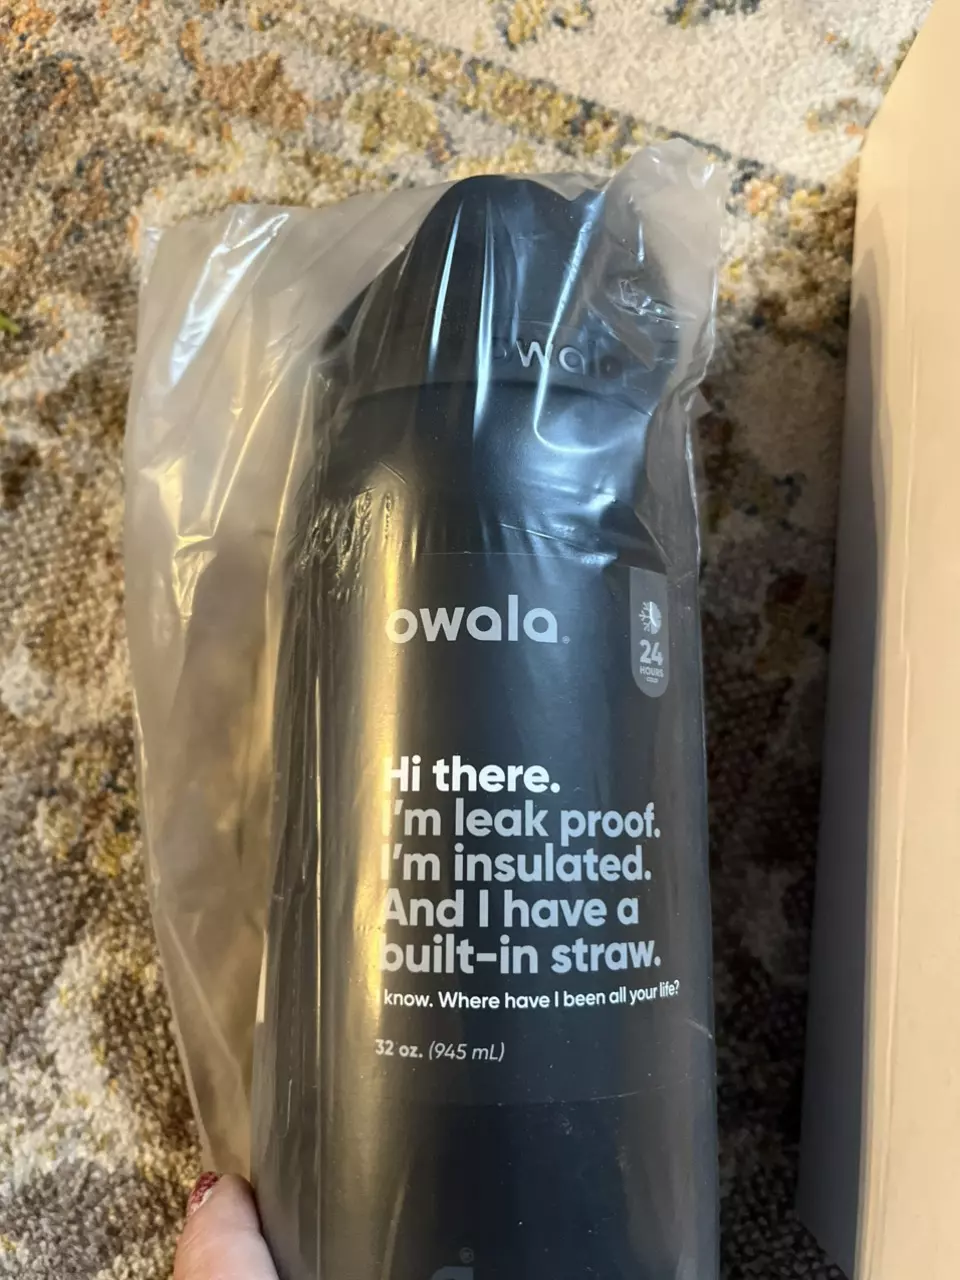 owala
owala®
24
HOURS
COLD
Hi there.
I'm leak proof.
I'm insulated.
And I have a
built-in straw.
know. Where have I been all your life?
32 oz. (945 mL)
®